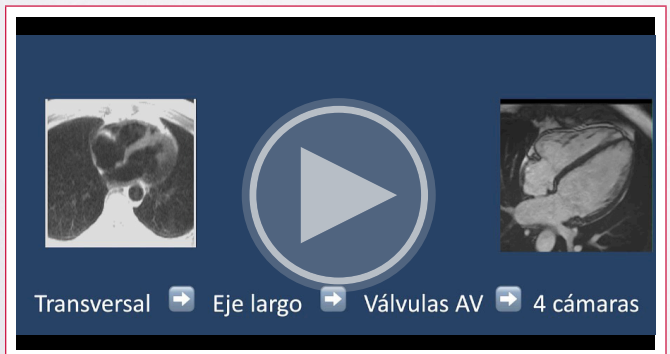 Transversal ➡ Eje largo ➡ Válvulas AV ➡ 4 cámaras